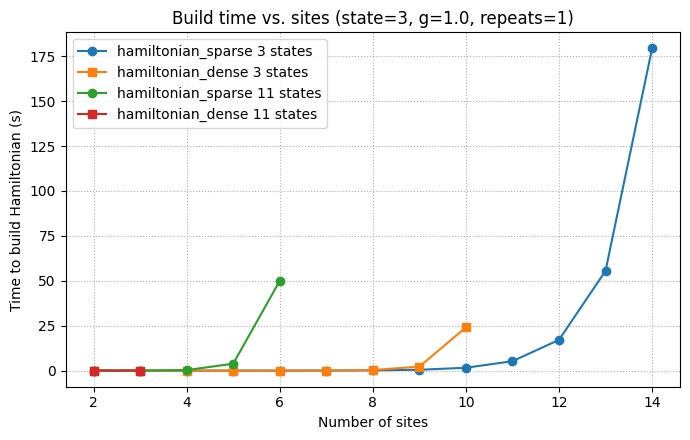 Build time vs. sites (state=3, g=1.0, repeats=1)
hamiltonian_sparse 3 states
hamiltonian_dense 3 states
hamiltonian_sparse 11 states
hamiltonian_dense 11 states
Time to build Hamiltonian (s)
175
150
125
100
75
50
25
0
2 4 6 8 10 12 14
Number of sites